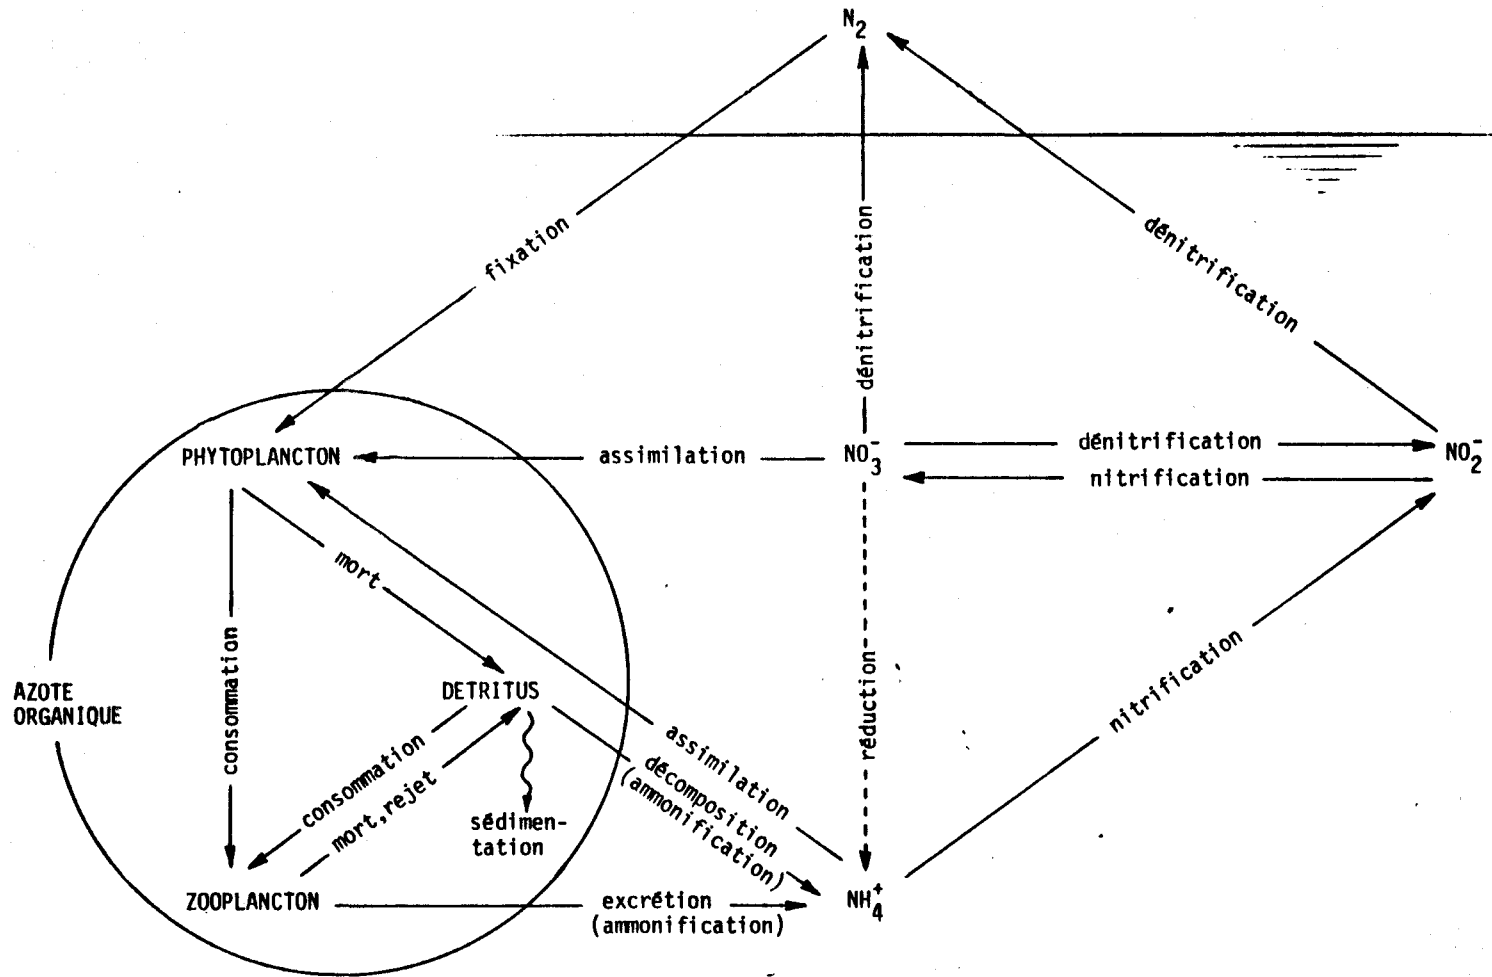 N₂
fixation
dénitrification
dénitrification
PHYTOPLANCTON
assimilation
NO₃⁻
dénitrification
nitrification
NO₂⁻
mort
consommation
AZOTE
ORGANIQUE
DETRITUS
réduction
nitrification
assimilation
décomposition
(ammonification)
consommation
mort,rejet
sédimen-
tation
ZOOPLANCTON
excrétion
(ammonification)
NH₄⁺